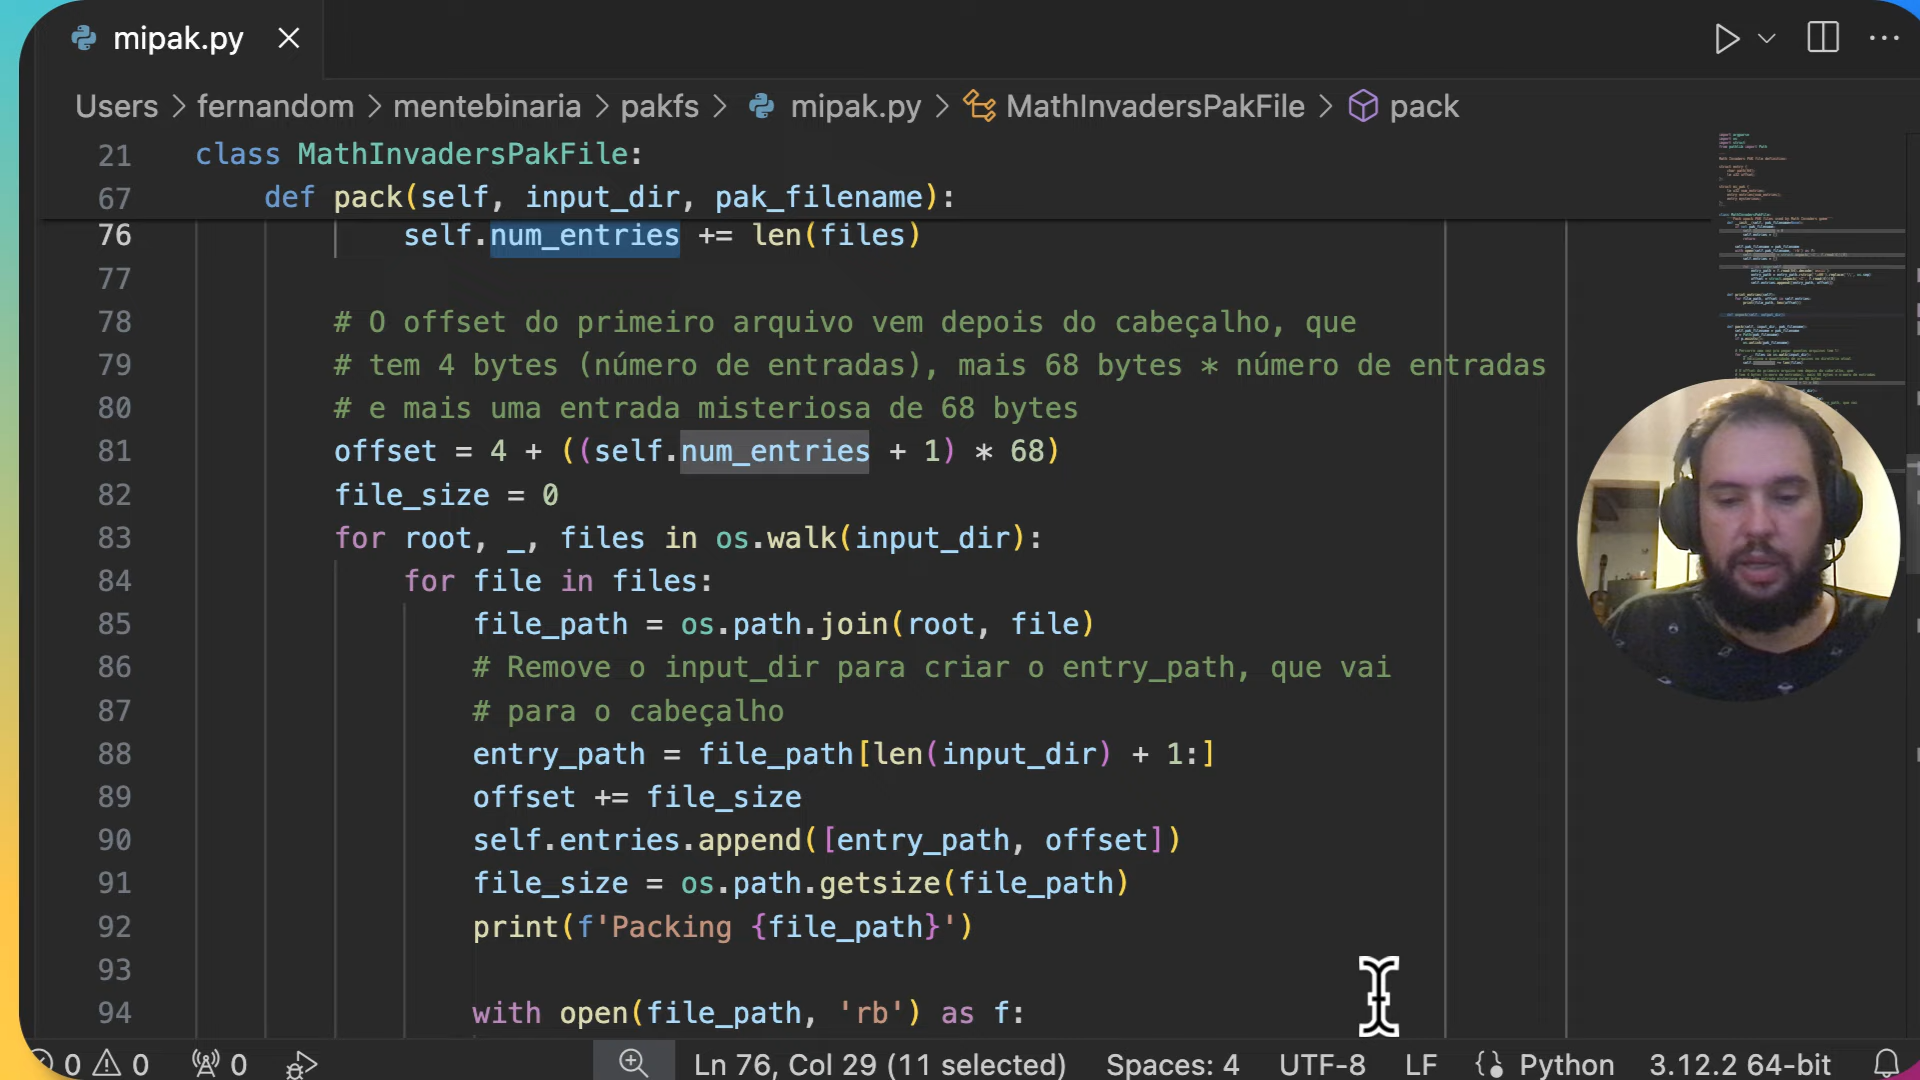 mipak.py
Users > fernandom > mentebinaria > pakfs > mipak.py > MathInvadersPakFile > pack
21 class MathInvadersPakFile:
67 def pack(self, input_dir, pak_filename):
76 self.num_entries += len(files)
77
78 # O offset do primeiro arquivo vem depois do cabeçalho, que
79 # tem 4 bytes (número de entradas), mais 68 bytes * número de entradas
80 # e mais uma entrada misteriosa de 68 bytes
81 offset = 4 + ((self.num_entries + 1) * 68)
82 file_size = 0
83 for root, _, files in os.walk(input_dir):
84 for file in files:
85 file_path = os.path.join(root, file)
86 # Remove o input_dir para criar o entry_path, que vai
87 # para o cabeçalho
88 entry_path = file_path[len(input_dir) + 1:]
89 offset += file_size
90 self.entries.append([entry_path, offset])
91 file_size = os.path.getsize(file_path)
92 print(f'Packing {file_path}')
93
94 with open(file_path, 'rb') as f:
0 0 0 Ln 76, Col 29 (11 selected) Spaces: 4 UTF-8 LF Python 3.12.2 64-bit